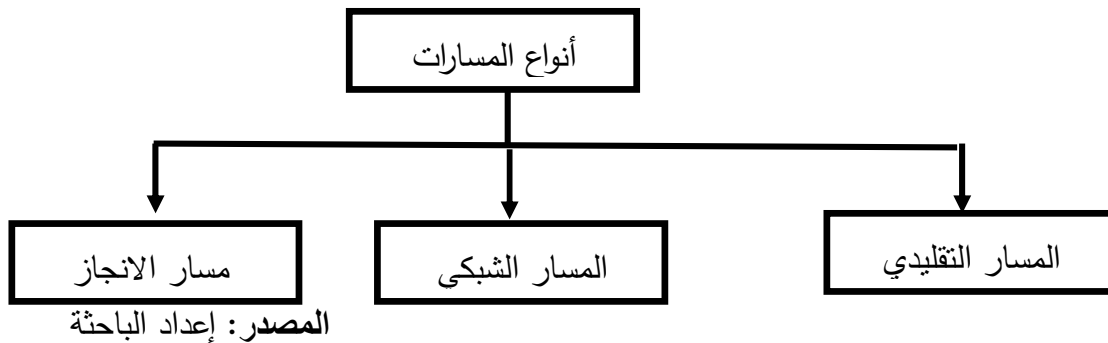 أنواع المسارات
المسار التقليدي
المسار الشبكي
مسار الانجاز
المصدر: إعداد الباحثة